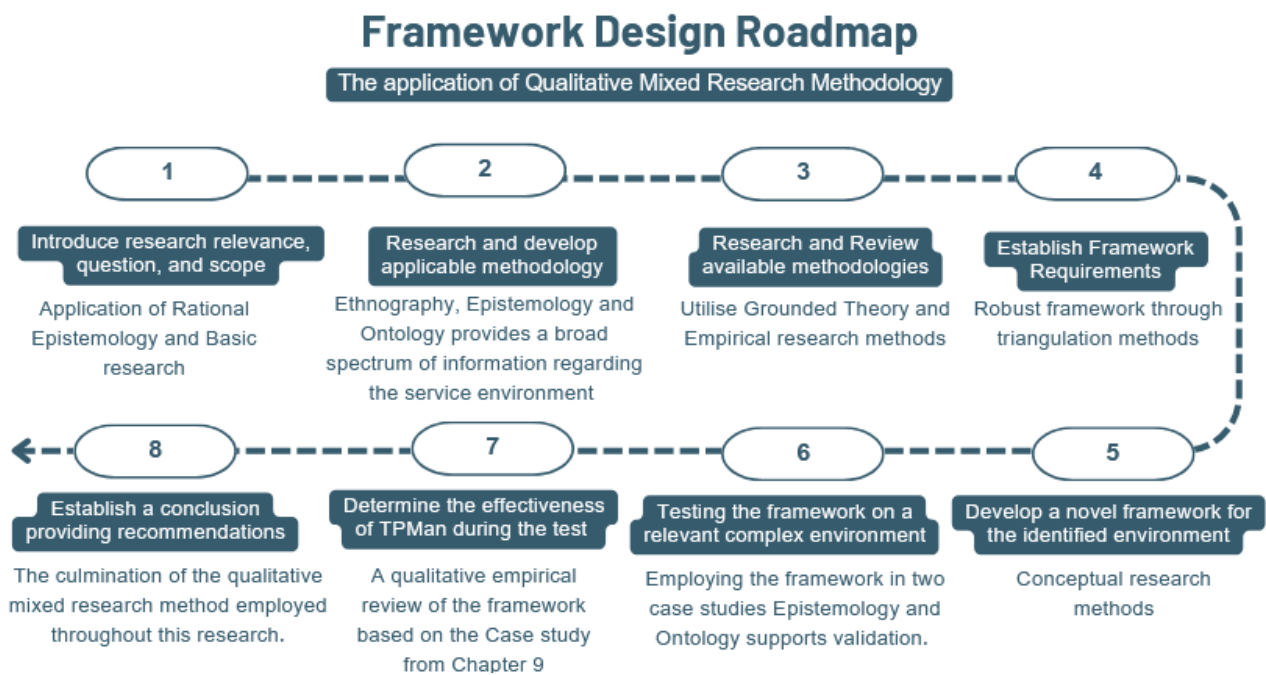 Framework Design Roadmap
The application of Qualitative Mixed Research Methodology
1
Introduce research relevance,
question, and scope
Application of Rational
Epistemology and Basic
research
2
Research and develop
applicable methodology
Ethnography, Epistemology and
Ontology provides a broad
spectrum of information regarding
the service environment
3
Research and Review
available methodologies
Utilise Grounded Theory and
Empirical research methods
4
Establish Framework
Requirements
Robust framework through
triangulation methods
5
Develop a novel framework for
the identified environment
Conceptual research
methods
6
Testing the framework on a
relevant complex environment
Employing the framework in two
case studies Epistemology and
Ontology supports validation.
7
Determine the effectiveness
of TPMan during the test
A qualitative empirical
review of the framework
based on the Case study
from Chapter 9
8
Establish a conclusion
providing recommendations
The culmination of the qualitative
mixed research method employed
throughout this research.